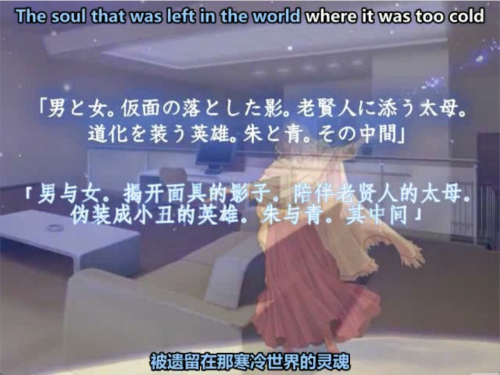 The soul that was left in the world where it was too cold
「男と女。仮面の落とした影。老賢人に添う太母。
道化を装う英雄。朱と青。その中間」
「男与女。揭开面具的影子。陪伴老贤人的太母。
伪装成小丑的英雄。朱与青。其中间」
被遗留在那寒冷世界的灵魂